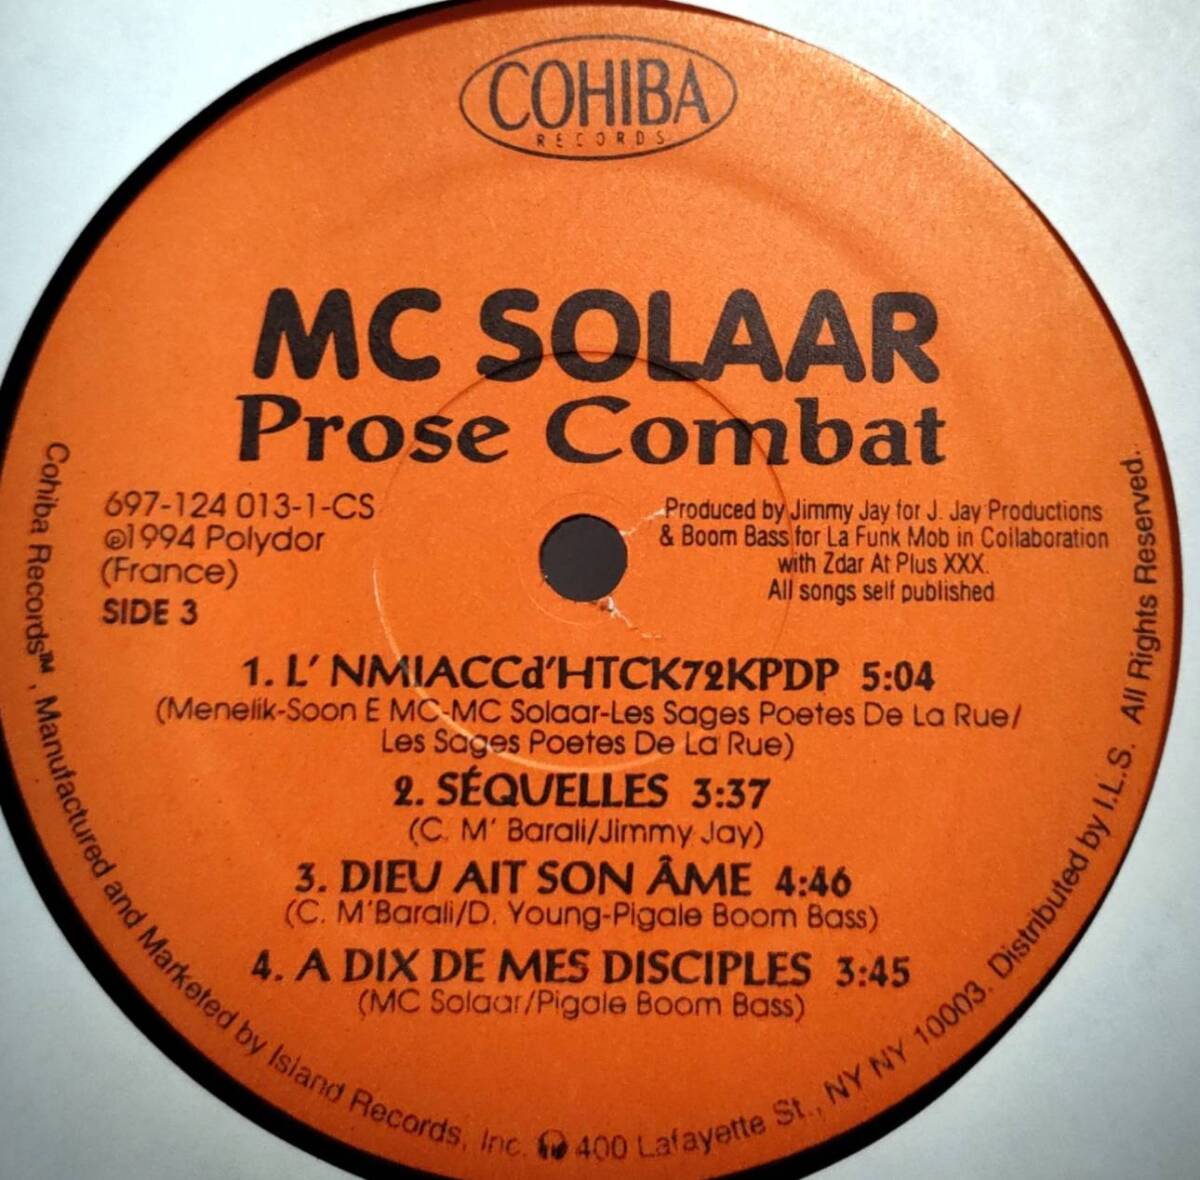 COHIBA
RECORDS
MC SOLAAR
Prose Combat
697-124 013-1-CS
℗1994 Polydor
(France)
SIDE 3
Produced by Jimmy Jay for J. Jay Productions
& Boom Bass for La Funk Mob in Collaboration
with Zdar At Plus XXX.
All songs self published
1. L' NMIACCd'HTCK72KPDP 5:04
(Menelik-Soon E MC-MC Solaar-Les Sages Poetes De La Rue/
Les Sages Poetes De La Rue)
2. SÉQUELLES 3:37
(C. M' Barali/Jimmy Jay)
3. DIEU AIT SON ÂME 4:46
(C. M'Barali/D. Young-Pigale Boom Bass)
4. A DIX DE MES DISCIPLES 3:45
(MC Solaar/Pigale Boom Bass)
Cohiba Records™, Manufactured and Marketed by Island Records, Inc. 400 Lafayette St., NY NY 10003. Distributed by I.L.S. All Rights Reserved.